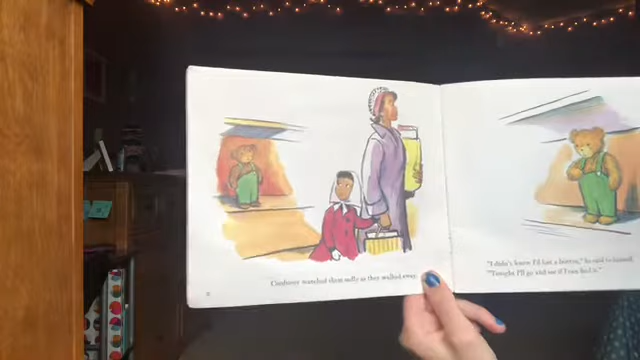 Corduroy watched them sadly as they walked away.
"I didn't know I'd lost a button," he said to himself.
"Tonight I'll go and see if I can find it."